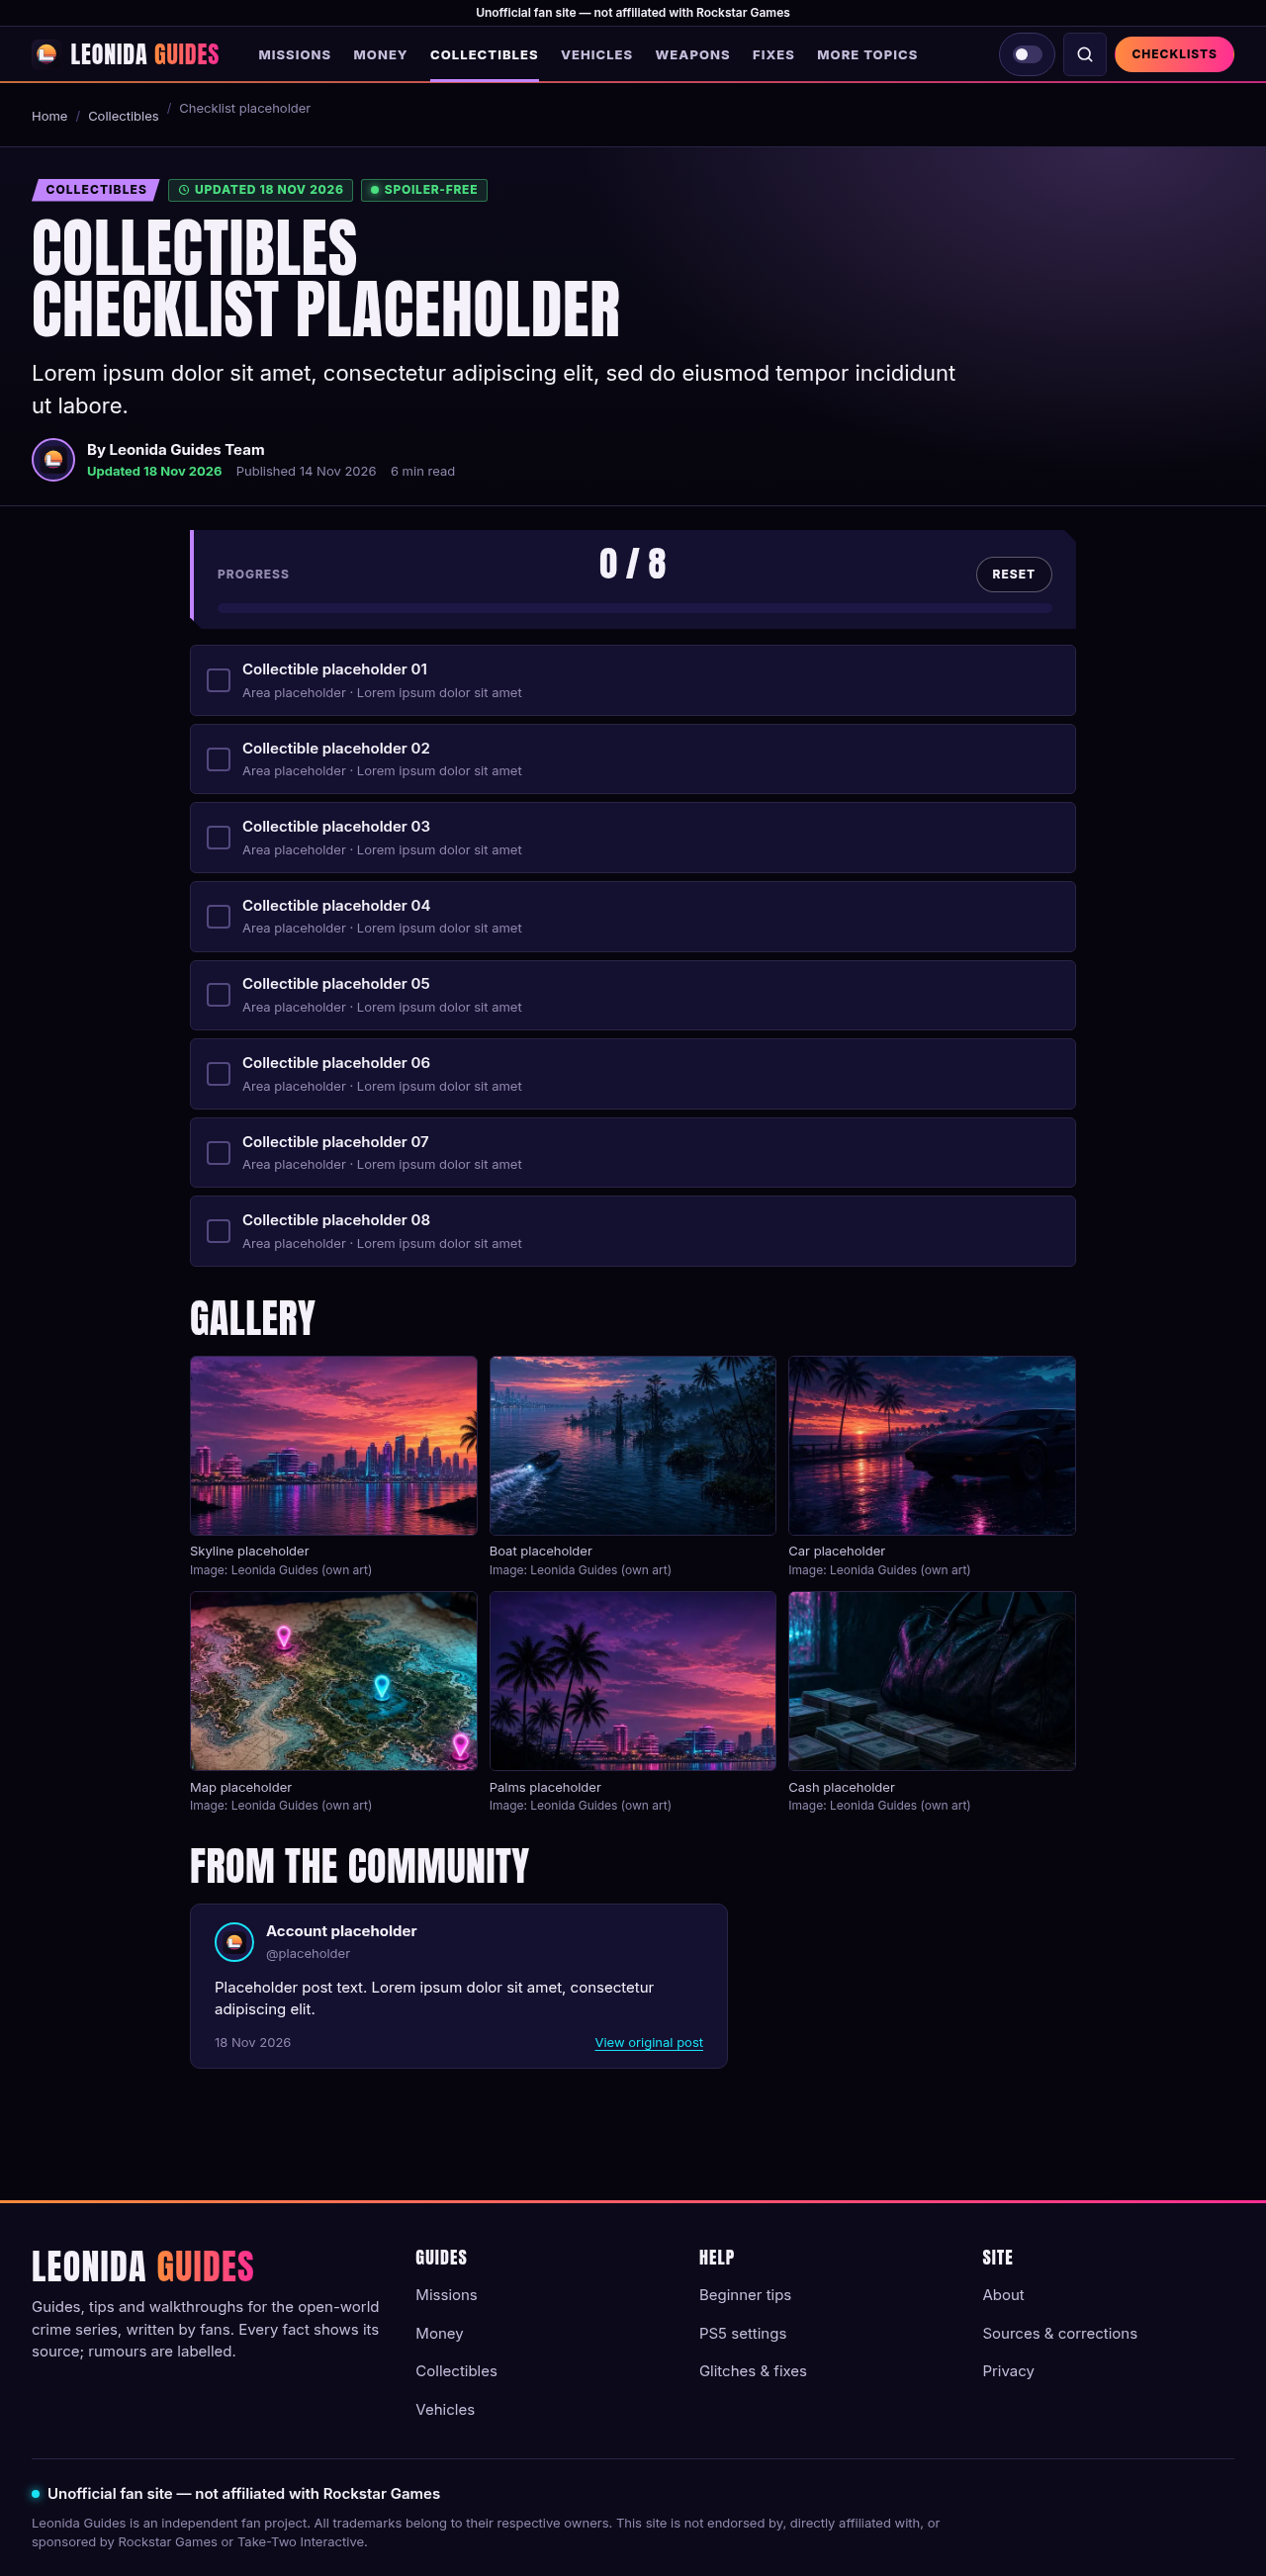 Unofficial fan site — not affiliated with Rockstar Games
LEONIDA GUIDES
MISSIONS
MONEY
COLLECTIBLES
VEHICLES
WEAPONS
FIXES
MORE TOPICS
CHECKLISTS
Home / Collectibles / Checklist placeholder
COLLECTIBLES
UPDATED 18 NOV 2026
SPOILER-FREE
COLLECTIBLES
CHECKLIST PLACEHOLDER
Lorem ipsum dolor sit amet, consectetur adipiscing elit, sed do eiusmod tempor incididunt
ut labore.
By Leonida Guides Team
Updated 18 Nov 2026 Published 14 Nov 2026 6 min read
PROGRESS
0 / 8
RESET
Collectible placeholder 01
Area placeholder · Lorem ipsum dolor sit amet
Collectible placeholder 02
Area placeholder · Lorem ipsum dolor sit amet
Collectible placeholder 03
Area placeholder · Lorem ipsum dolor sit amet
Collectible placeholder 04
Area placeholder · Lorem ipsum dolor sit amet
Collectible placeholder 05
Area placeholder · Lorem ipsum dolor sit amet
Collectible placeholder 06
Area placeholder · Lorem ipsum dolor sit amet
Collectible placeholder 07
Area placeholder · Lorem ipsum dolor sit amet
Collectible placeholder 08
Area placeholder · Lorem ipsum dolor sit amet
GALLERY
Skyline placeholder
Image: Leonida Guides (own art)
Boat placeholder
Image: Leonida Guides (own art)
Car placeholder
Image: Leonida Guides (own art)
Map placeholder
Image: Leonida Guides (own art)
Palms placeholder
Image: Leonida Guides (own art)
Cash placeholder
Image: Leonida Guides (own art)
FROM THE COMMUNITY
Account placeholder
@placeholder
Placeholder post text. Lorem ipsum dolor sit amet, consectetur
adipiscing elit.
18 Nov 2026
View original post
LEONIDA GUIDES
Guides, tips and walkthroughs for the open-world
crime series, written by fans. Every fact shows its
source; rumours are labelled.
GUIDES
Missions
Money
Collectibles
Vehicles
HELP
Beginner tips
PS5 settings
Glitches & fixes
SITE
About
Sources & corrections
Privacy
Unofficial fan site — not affiliated with Rockstar Games
Leonida Guides is an independent fan project. All trademarks belong to their respective owners. This site is not endorsed by, directly affiliated with, or
sponsored by Rockstar Games or Take-Two Interactive.